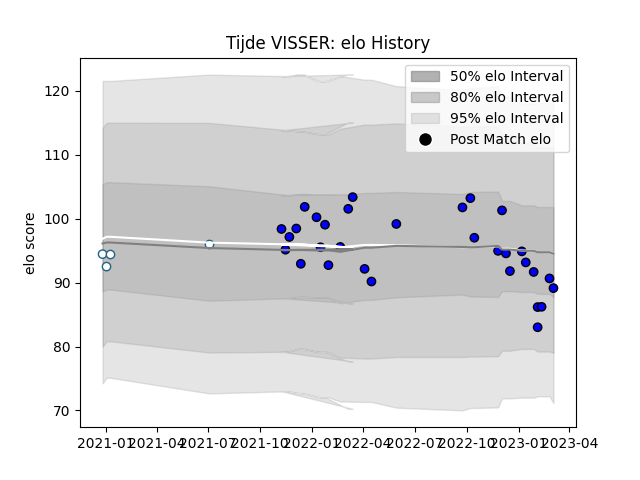 Tijde VISSER: elo History
50% elo Interval
80% elo Interval
95% elo Interval
Post Match elo
elo score
120
110
100
90
80
70
2021-01 2021-04 2021-07 2021-10 2022-01 2022-04 2022-07 2022-10 2023-01 2023-04